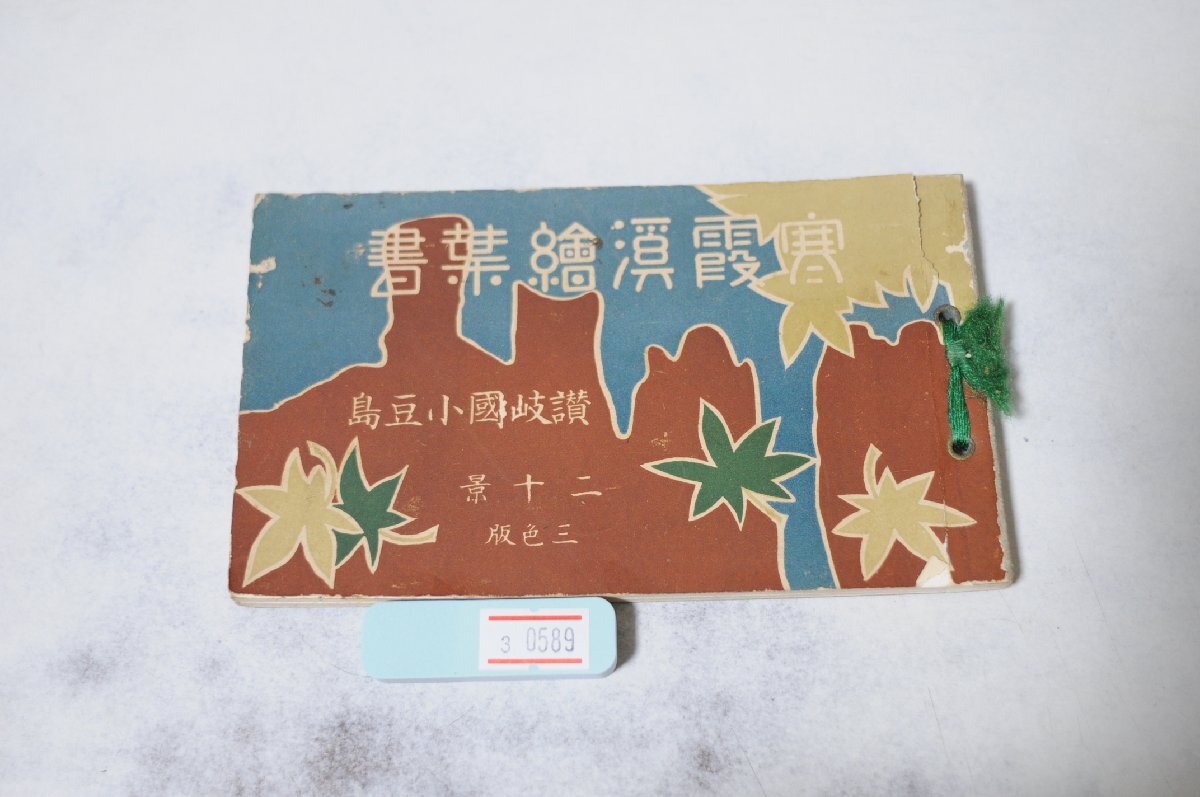 寒霞溪繪葉書
讃岐國小豆島
二十景
三色版
3 0589